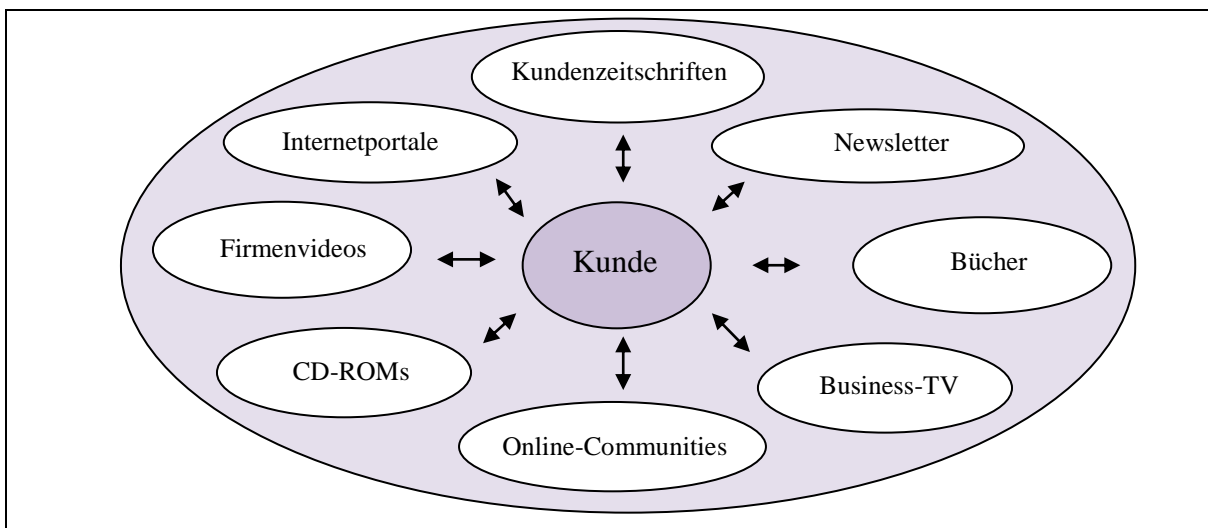 Kundenzeitschriften
Internetportale
Newsletter
Firmenvideos
Kunde
Bücher
CD-ROMs
Business-TV
Online-Communities